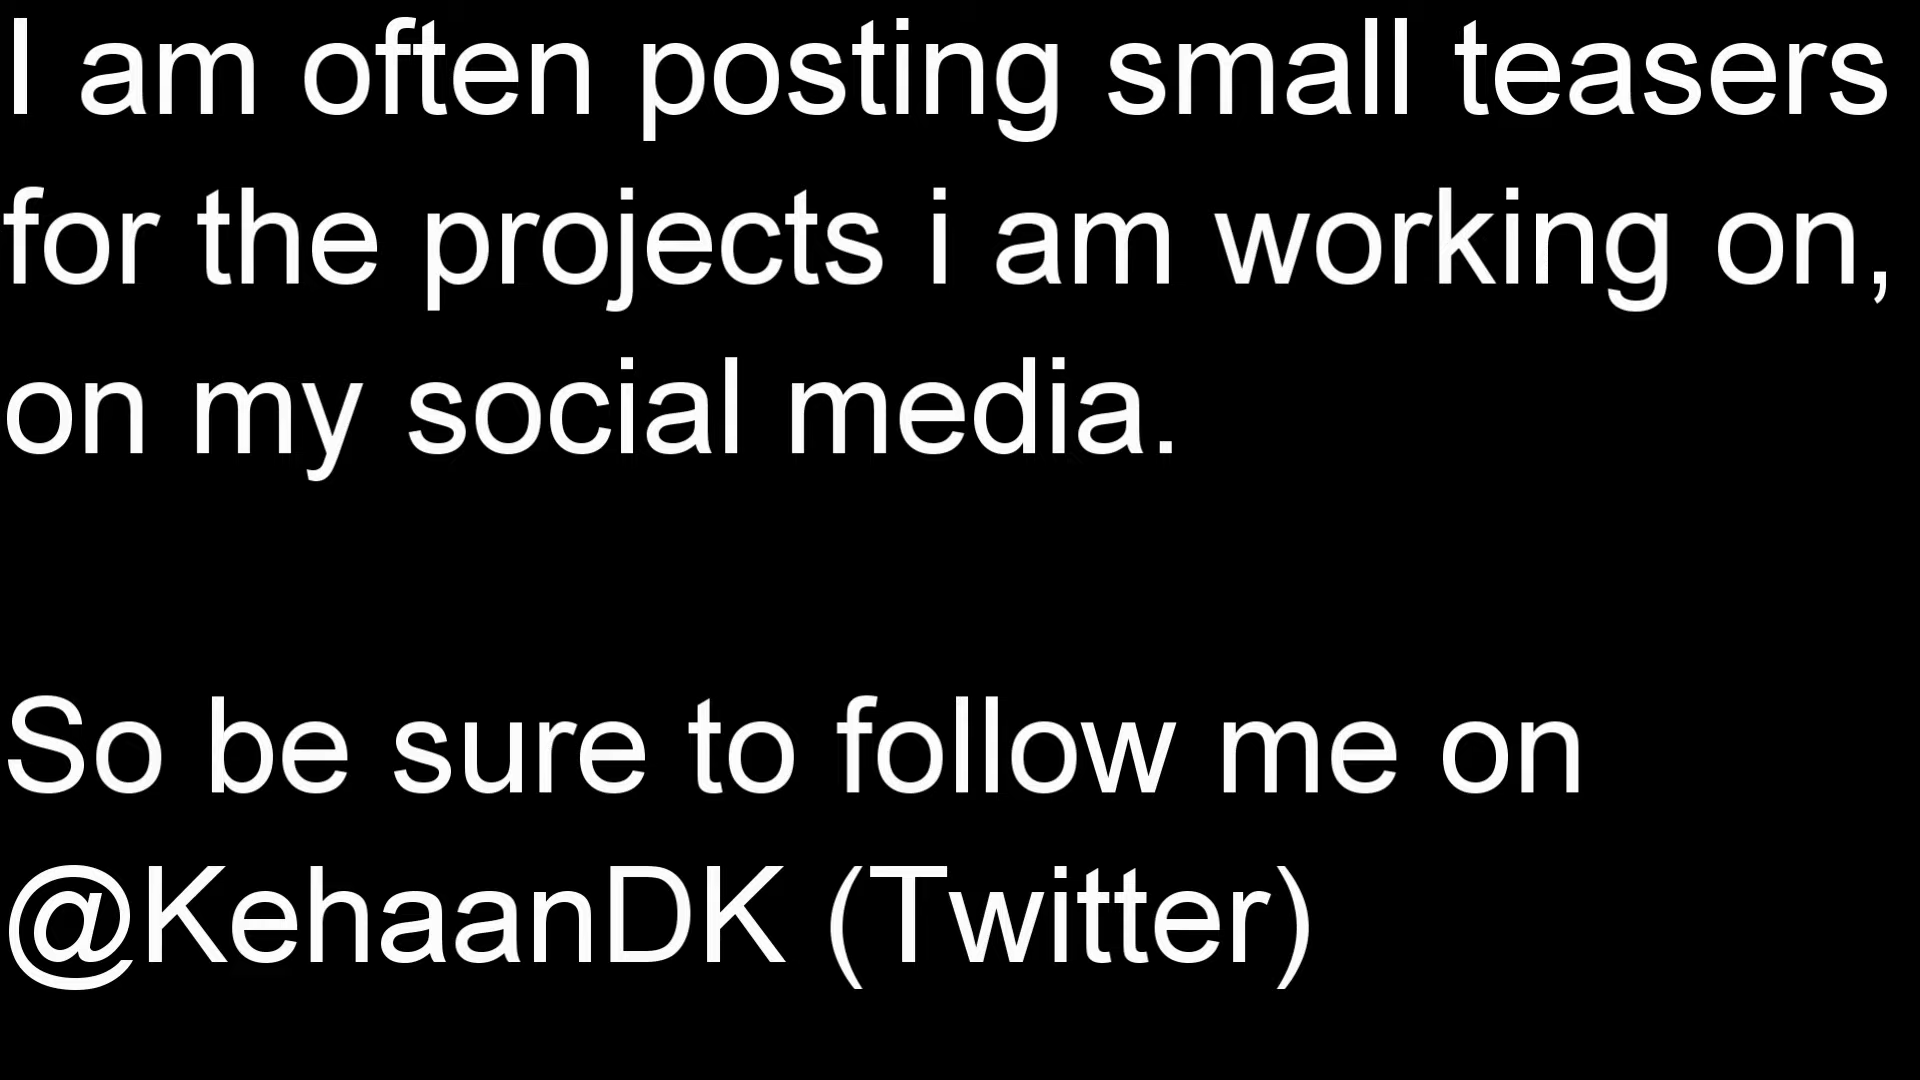 I am often posting small teasers
for the projects i am working on,
on my social media.
So be sure to follow me on
@KehaanDK (Twitter)